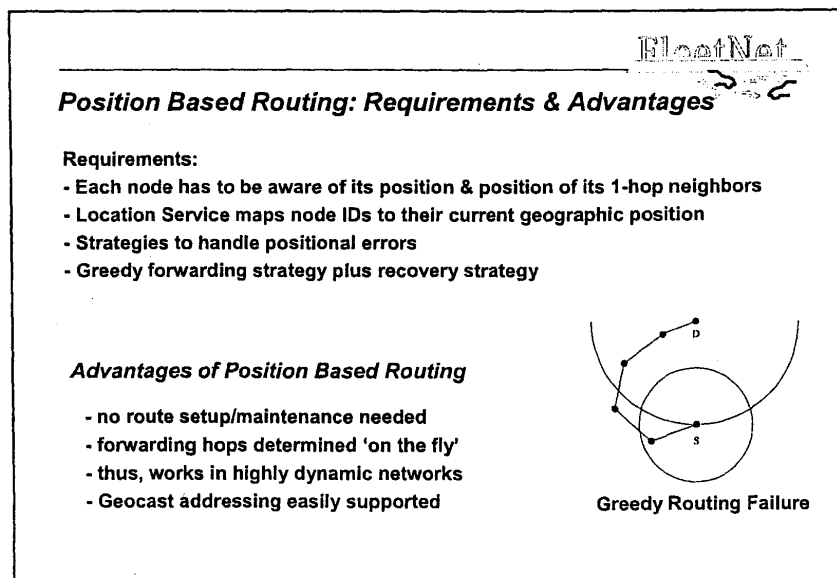 FleetNet
Position Based Routing: Requirements & Advantages
Requirements:
- Each node has to be aware of its position & position of its 1-hop neighbors
- Location Service maps node IDs to their current geographic position
- Strategies to handle positional errors
- Greedy forwarding strategy plus recovery strategy
Advantages of Position Based Routing
- no route setup/maintenance needed
- forwarding hops determined 'on the fly'
- thus, works in highly dynamic networks
- Geocast addressing easily supported
D
S
Greedy Routing Failure